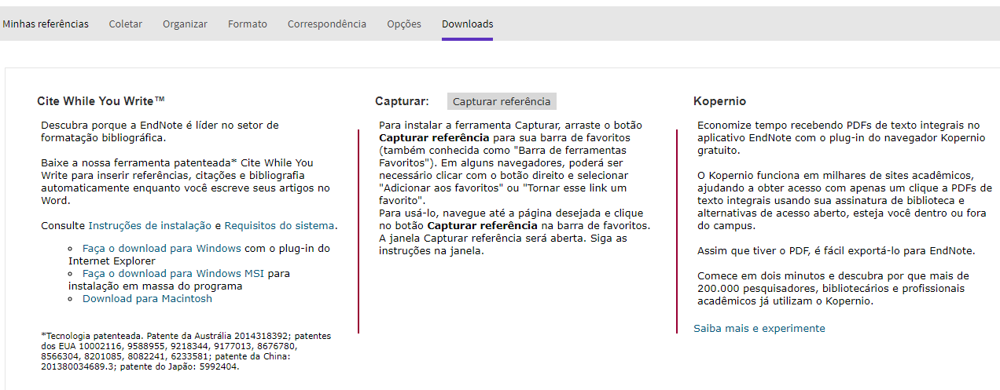 Minhas referências Coletar Organizar Formato Correspondência Opções Downloads
Cite While You Write™
Descubra porque a EndNote é líder no setor de
formatação bibliográfica.
Baixe a nossa ferramenta patenteada* Cite While You
Write para inserir referências, citações e bibliografia
automaticamente enquanto você escreve seus artigos no
Word.
Consulte Instruções de instalação e Requisitos do sistema.
Faça o download para Windows com o plug-in do
Internet Explorer
Faça o download para Windows MSI para
instalação em massa do programa
Download para Macintosh
*Tecnologia patenteada. Patente da Austrália 2014318392; patentes
dos EUA 10002116, 9588955, 9218344, 9177013, 8676780,
8566304, 8201085, 8082241, 6233581; patente da China:
201380034689.3; patente do Japão: 5992404.
Capturar: Capturar referência
Para instalar a ferramenta Capturar, arraste o botão
Capturar referência para sua barra de favoritos
(também conhecida como "Barra de ferramentas
Favoritos"). Em alguns navegadores, poderá ser
necessário clicar com o botão direito e selecionar
"Adicionar aos favoritos" ou "Tornar esse link um
favorito".
Para usá-lo, navegue até a página desejada e clique
no botão Capturar referência na barra de favoritos.
A janela Capturar referência será aberta. Siga as
instruções na janela.
Kopernio
Economize tempo recebendo PDFs de texto integrais no
aplicativo EndNote com o plug-in do navegador Kopernio
gratuito.
O Kopernio funciona em milhares de sites acadêmicos,
ajudando a obter acesso com apenas um clique a PDFs de
texto integrais usando sua assinatura de biblioteca e
alternativas de acesso aberto, esteja você dentro ou fora
do campus.
Assim que tiver o PDF, é fácil exportá-lo para EndNote.
Comece em dois minutos e descubra por que mais de
200.000 pesquisadores, bibliotecários e profissionais
acadêmicos já utilizam o Kopernio.
Saiba mais e experimente